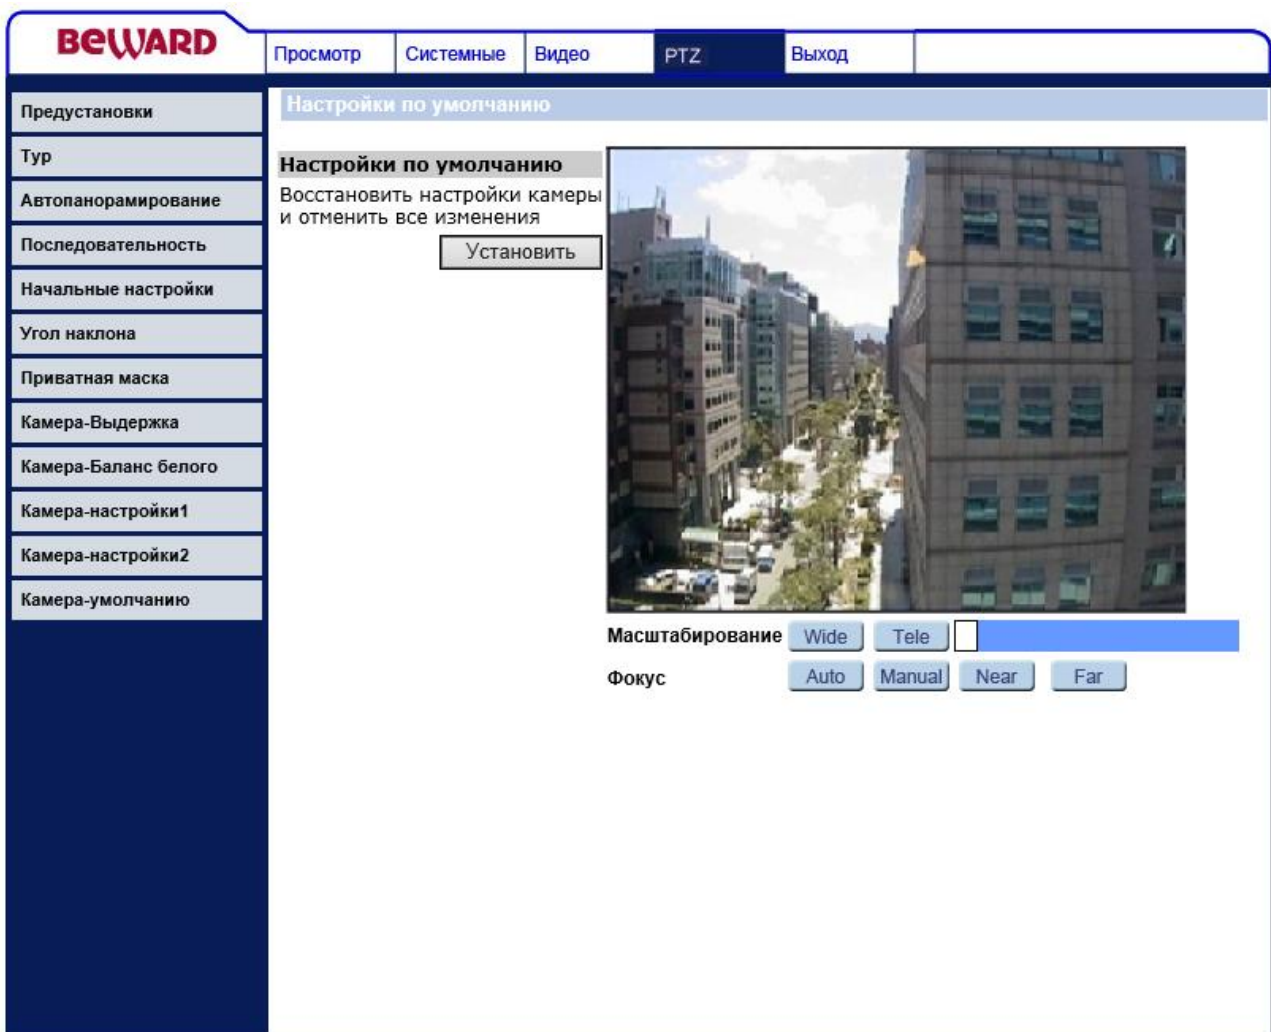 BEWARD
Просмотр
Системные
Видео
PTZ
Выход
Предустановки
Тур
Автопанорамирование
Последовательность
Начальные настройки
Угол наклона
Приватная маска
Камера-Выдержка
Камера-Баланс белого
Камера-настройки1
Камера-настройки2
Камера-умолчанию
Настройки по умолчанию
Настройки по умолчанию
Восстановить настройки камеры
и отменить все изменения
Установить
Масштабирование Wide Tele
Фокус Auto Manual Near Far